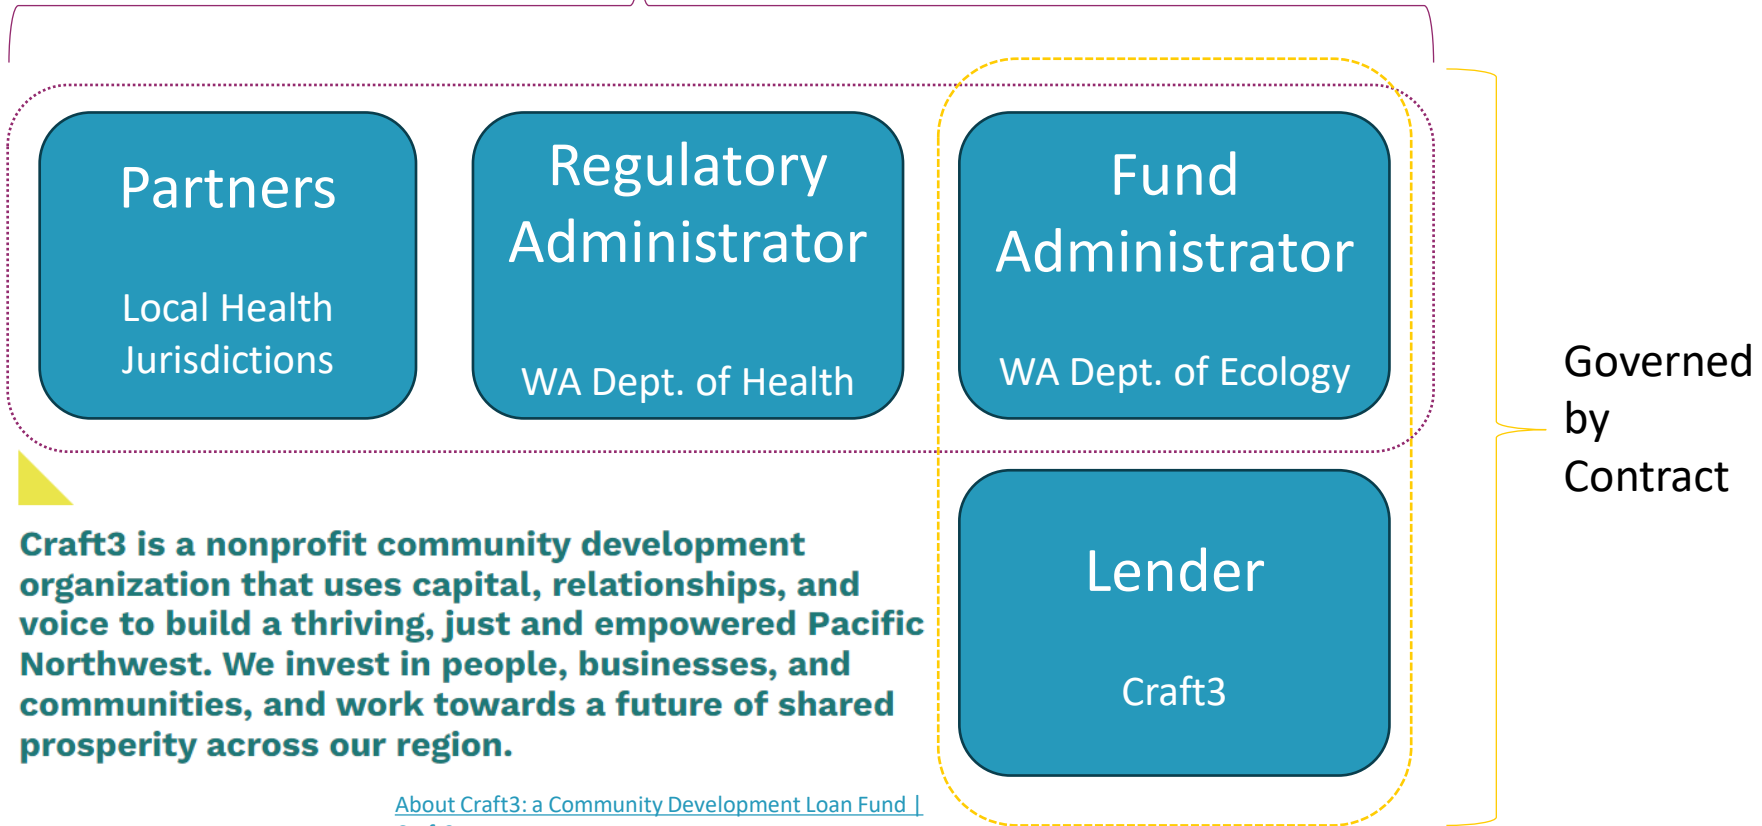 Partners
Local Health
Jurisdictions
Regulatory
Administrator
WA Dept. of Health
Fund
Administrator
WA Dept. of Ecology
Governed
by
Contract
Lender
Craft3
Craft3 is a nonprofit community development
organization that uses capital, relationships, and
voice to build a thriving, just and empowered Pacific
Northwest. We invest in people, businesses, and
communities, and work towards a future of shared
prosperity across our region.
About Craft3: a Community Development Loan Fund |